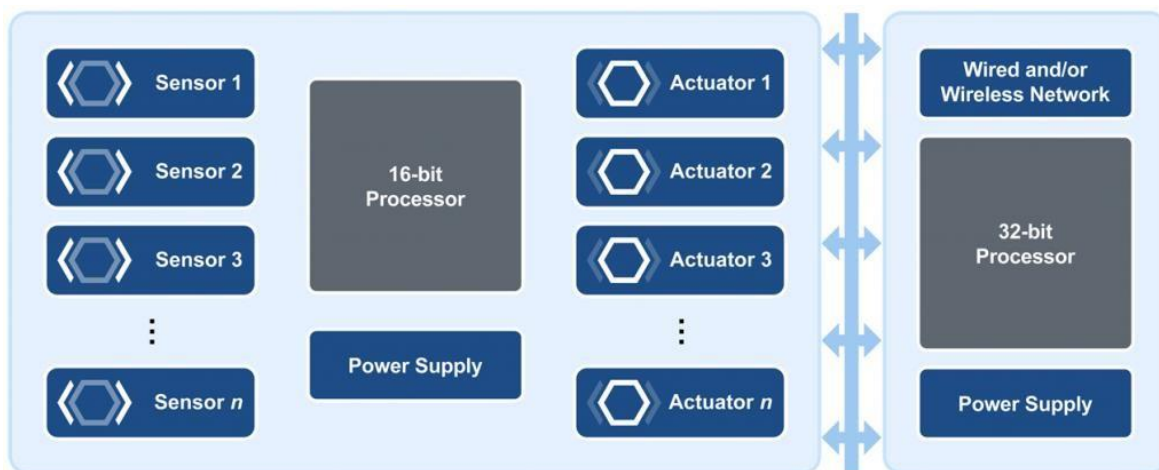 Sensor 1
Sensor 2
Sensor 3
⋮
Sensor n
16-bit
Processor
Power Supply
Actuator 1
Actuator 2
Actuator 3
⋮
Actuator n
Wired and/or
Wireless Network
32-bit
Processor
Power Supply